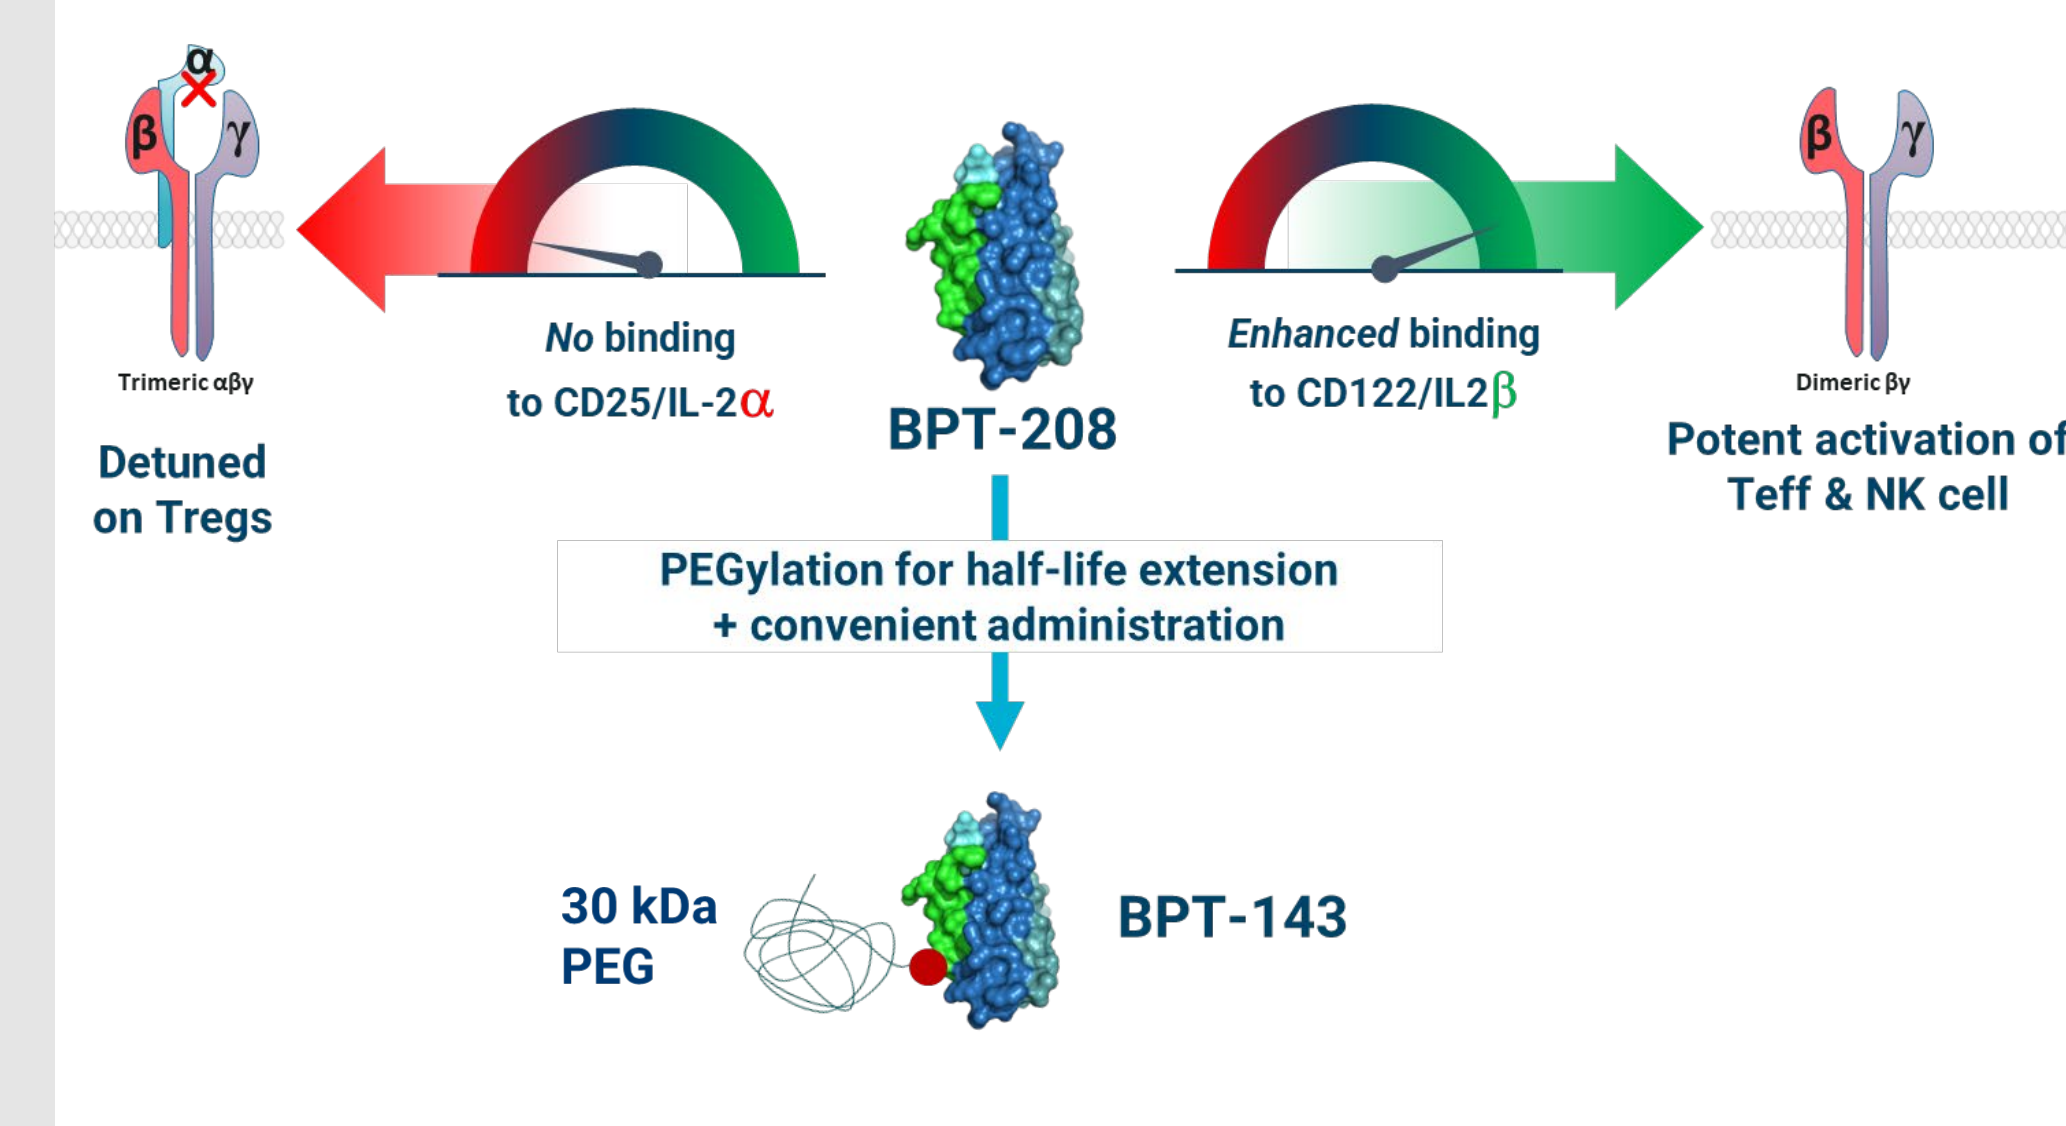 α
β
γ
Trimeric αβγ
Detuned
on Tregs
No binding
to CD25/IL-2α
BPT-208
Enhanced binding
to CD122/IL2β
β
γ
Dimeric βγ
Potent activation of
Teff & NK cell
PEGylation for half-life extension
+ convenient administration
30 kDa
PEG
BPT-143